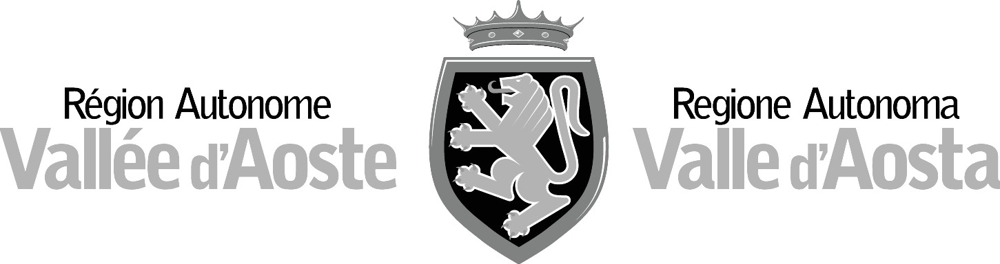 Région Autonome
Vallée d'Aoste
Regione Autonoma
Valle d'Aosta